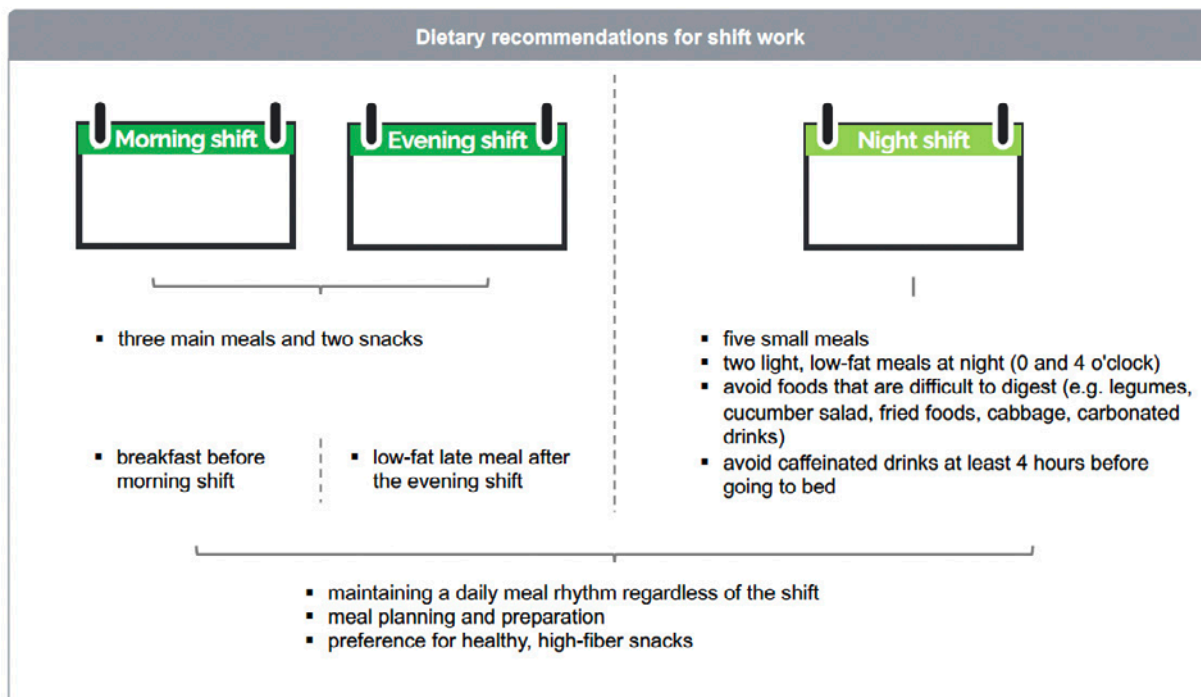 Dietary recommendations for shift work
Morning shift
Evening shift
Night shift
▪ three main meals and two snacks
▪ breakfast before
morning shift
▪ low-fat late meal after
the evening shift
▪ five small meals
▪ two light, low-fat meals at night (0 and 4 o'clock)
▪ avoid foods that are difficult to digest (e.g. legumes,
cucumber salad, fried foods, cabbage, carbonated
drinks)
▪ avoid caffeinated drinks at least 4 hours before
going to bed
▪ maintaining a daily meal rhythm regardless of the shift
▪ meal planning and preparation
▪ preference for healthy, high-fiber snacks